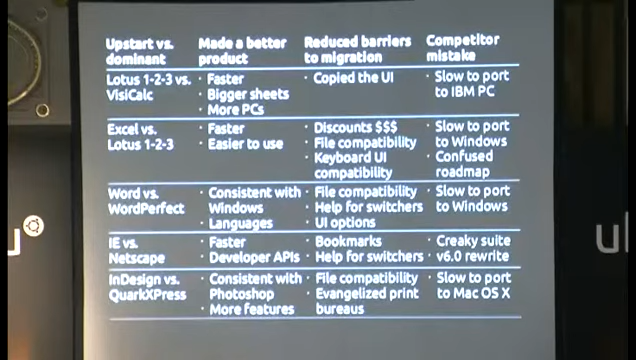 Upstart vs. dominant | Made a better product | Reduced barriers to migration | Competitor mistake
Lotus 1-2-3 vs. VisiCalc | · Faster · Bigger sheets · More PCs | · Copied the UI | · Slow to port to IBM PC
Excel vs. Lotus 1-2-3 | · Faster · Easier to use | · Discounts $$$ · File compatibility · Keyboard UI compatibility | · Slow to port to Windows · Confused roadmap
Word vs. WordPerfect | · Consistent with Windows · Languages | · File compatibility · Help for switchers · UI options | · Slow to port to Windows
IE vs. Netscape | · Faster · Developer APIs | · Bookmarks · Help for switchers | · Creaky suite · v6.0 rewrite
InDesign vs. QuarkXPress | · Consistent with Photoshop · More features | · File compatibility · Evangelized print bureaus | · Slow to port to Mac OS X
u
ul